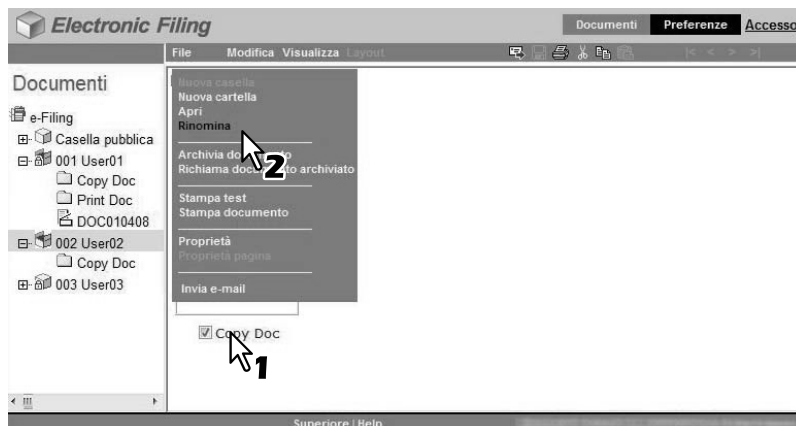 Electronic Filing
Documenti Preferenze Accesso
File Modifica Visualizza Layout
|< < > >|
Documenti
e-Filing
Casella pubblica
001 User01
Copy Doc
Print Doc
DOC010408
002 User02
Copy Doc
003 User03
Nuova casella
Nuova cartella
Apri
Rinomina
Archivia documento
Richiama documento archiviato
Stampa test
Stampa documento
Proprietà
Proprietà pagina
Invia e-mail
2
Copy Doc
1
Superiore | Help